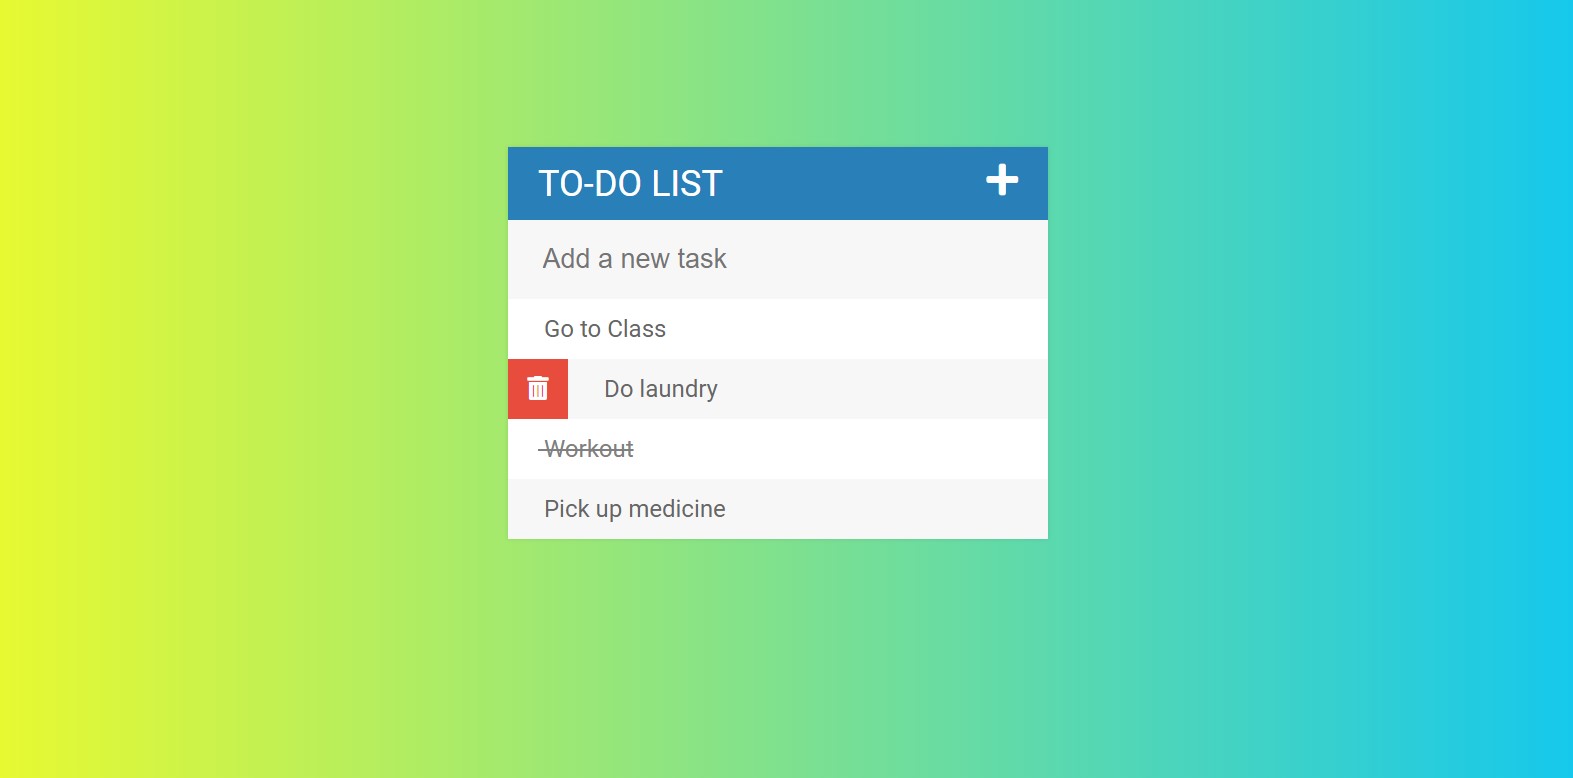 TO-DO LIST
Add a new task
Go to Class
Do laundry
Workout
Pick up medicine